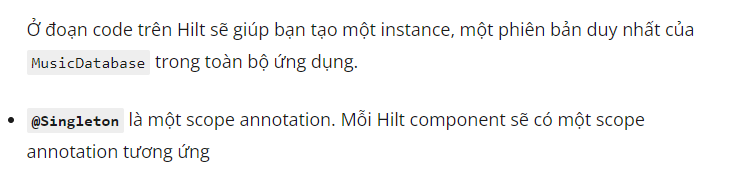 Ở đoạn code trên Hilt sẽ giúp bạn tạo một instance, một phiên bản duy nhất của
MusicDatabase trong toàn bộ ứng dụng.
• @Singleton là một scope annotation. Mỗi Hilt component sẽ có một scope
annotation tương ứng